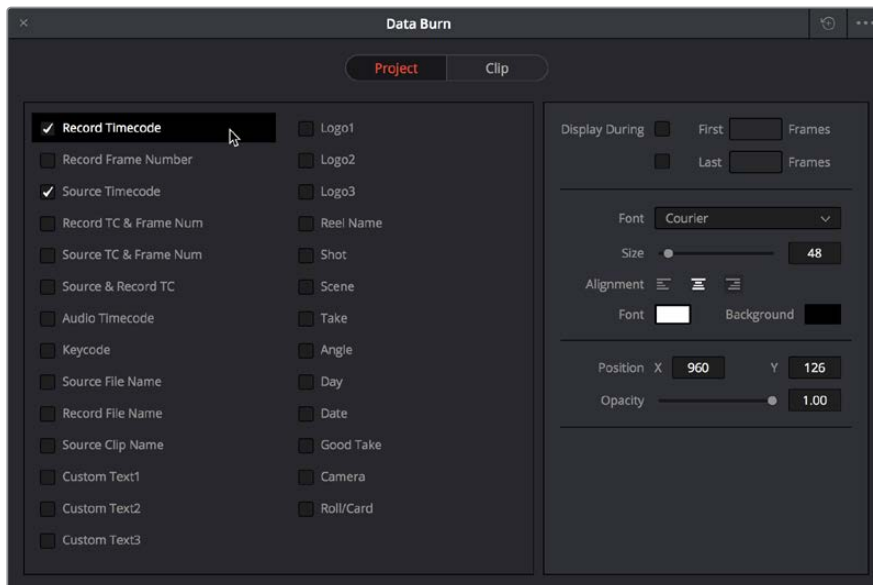 Data Burn
Project Clip
Record Timecode
Record Frame Number
Source Timecode
Record TC & Frame Num
Source TC & Frame Num
Source & Record TC
Audio Timecode
Keycode
Source File Name
Record File Name
Source Clip Name
Custom Text1
Custom Text2
Custom Text3
Logo1
Logo2
Logo3
Reel Name
Shot
Scene
Take
Angle
Day
Date
Good Take
Camera
Roll/Card
Display During First Frames
Last Frames
Font Courier
Size 48
Alignment
Font Background
Position X 960 Y 126
Opacity 1.00